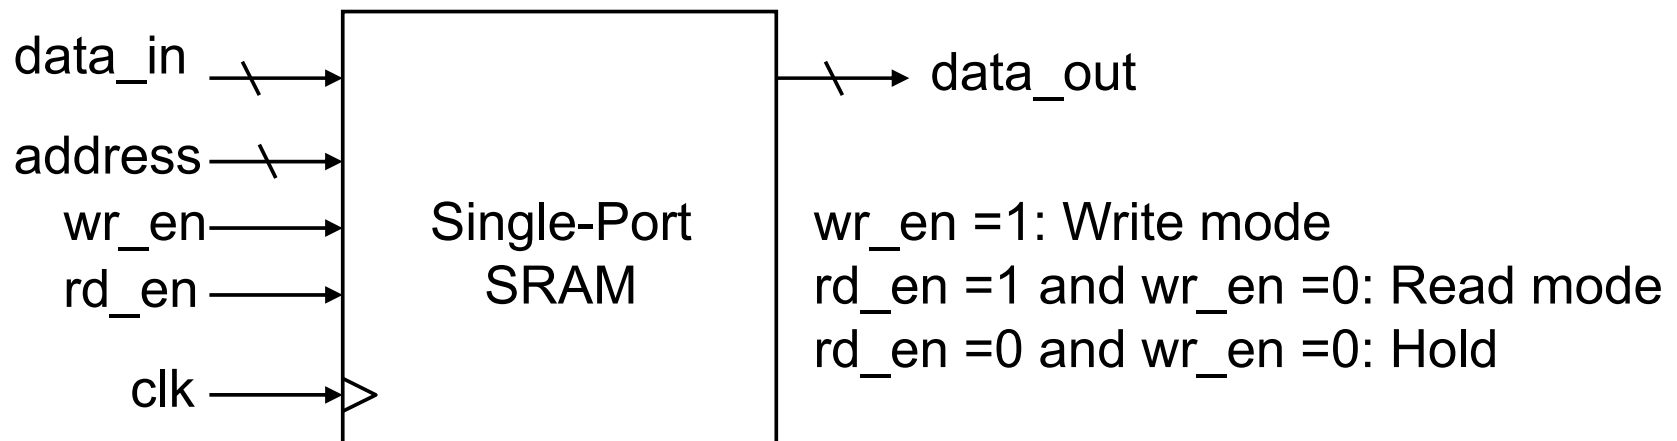 data_in
data_out
address
wr_en
rd_en
clk
Single-Port
SRAM
wr_en =1: Write mode
rd_en =1 and wr_en =0: Read mode
rd_en =0 and wr_en =0: Hold